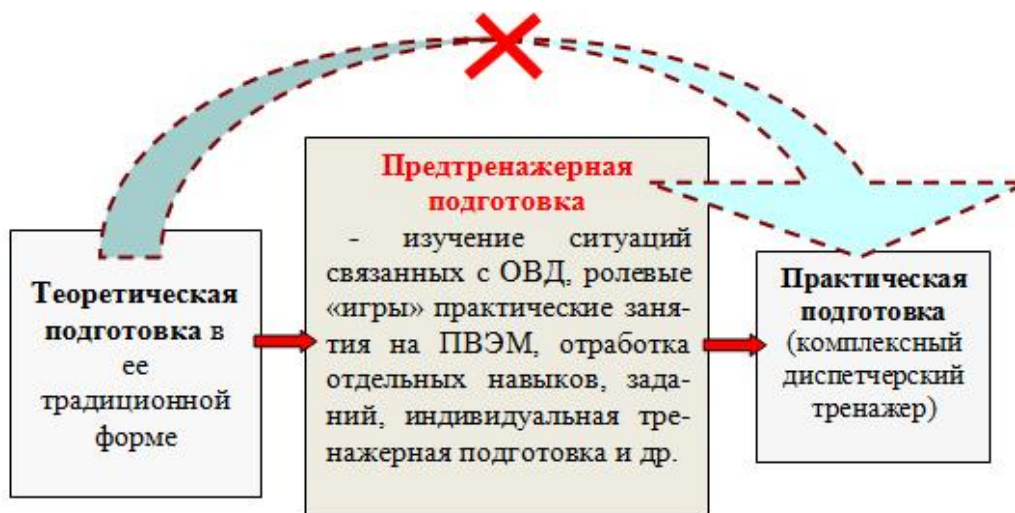 Теоретическая
подготовка в
ее
традиционной
форме
Предтренажерная
подготовка
- изучение ситуаций
связанных с ОВД, ролевые
«игры» практические заня-
тия на ПВЭМ, отработка
отдельных навыков, зада-
ний, индивидуальная тре-
нажерная подготовка и др.
Практическая
подготовка
(комплексный
диспетчерский
тренажер)